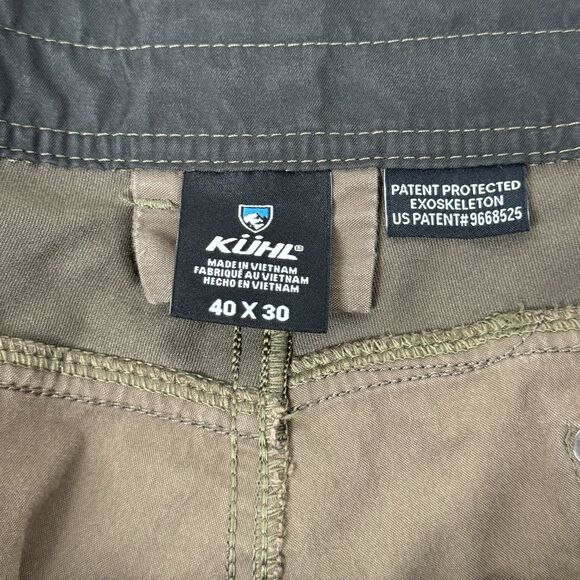 KÜHL®
MADE IN VIETNAM
FABRIQUÉ AU VIETNAM
HECHO EN VIETNAM
40 X 30
PATENT PROTECTED
EXOSKELETON
US PATENT#9668525